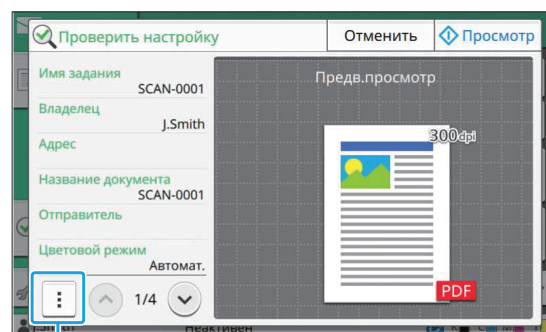 Проверить настройку
Отменить
Просмотр
Имя задания
SCAN-0001
Владелец
J.Smith
Адрес
Название документа
SCAN-0001
Отправитель
Цветовой режим
Автомат.
1/4
Предв.просмотр
300dpi
PDF
J.Smith
Неактивен